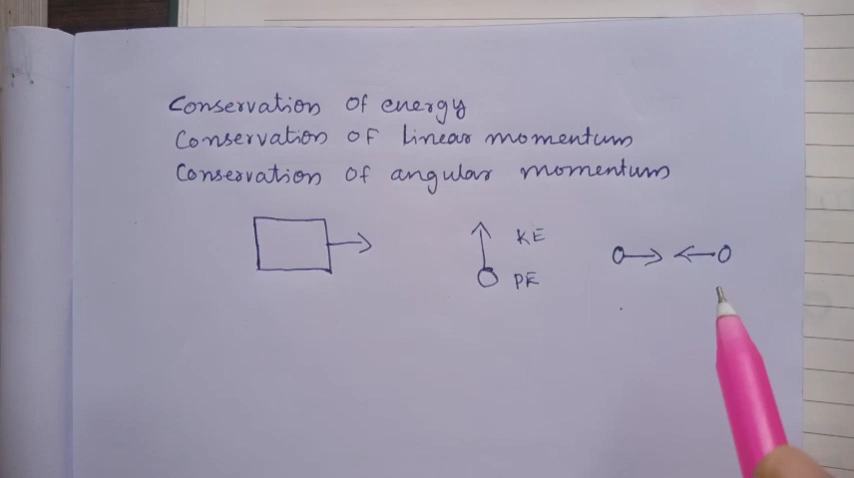 Conservation of energy
Conservation of linear momentum
Conservation of angular momentum
KE
PE